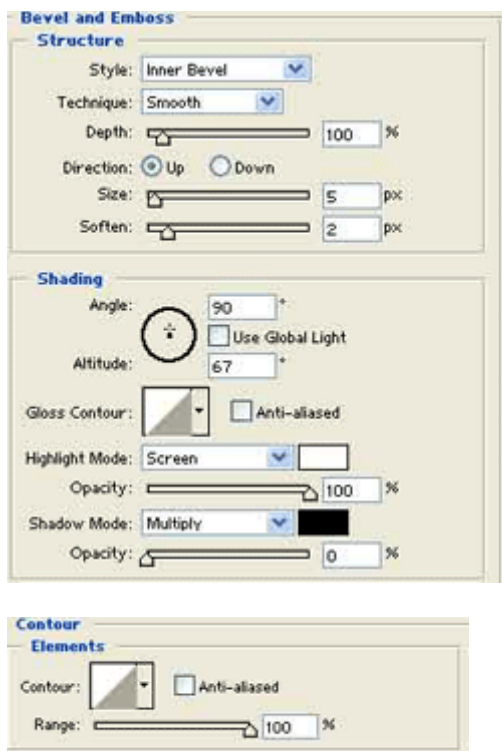 Bevel and Emboss
Structure
Style: Inner Bevel
Technique: Smooth
Depth: 100 %
Direction: Up Down
Size: 5 px
Soften: 2 px
Shading
Angle: 90 °
Use Global Light
Altitude: 67 °
Gloss Contour: Anti-aliased
Highlight Mode: Screen
Opacity: 100 %
Shadow Mode: Multiply
Opacity: 0 %
Contour
Elements
Contour: Anti-aliased
Range: 100 %